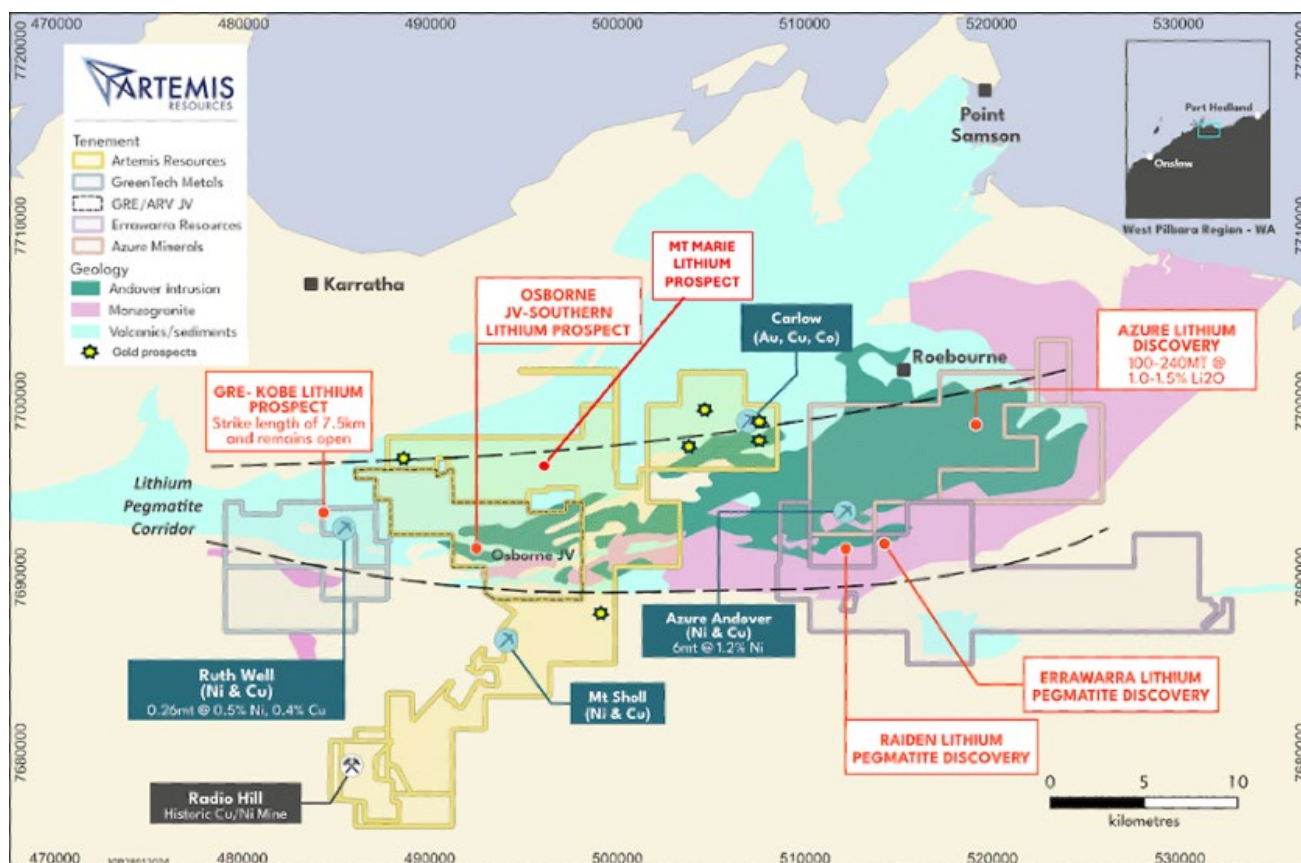 470000
480000
490000
500000
510000
520000
530000
7720000
7710000
7700000
7690000
7680000
7720000
7710000
7700000
7690000
7680000
ARTEMIS
RESOURCES
Tenement
Artemis Resources
GreenTech Metals
GRE/ARV JV
Errawarra Resources
Azure Minerals
Geology
Andover Intrusion
Monzogranite
Volcanics/sediments
Gold prospects
Point
Samson
Port Hedland
Onslow
West Pilbara Region - WA
Karratha
MT MARIE
LITHIUM
PROSPECT
OSBORNE
JV-SOUTHERN
LITHIUM PROSPECT
Carlow
(Au, Cu, Co)
Roebourne
AZURE LITHIUM
DISCOVERY
100-240MT @
1.0-1.5% Li2O
GRE- KOBE LITHIUM
PROSPECT
Strike length of 7.5km
and remains open
Lithium
Pegmatite
Corridor
Osborne JV
Ruth Well
(Ni & Cu)
0.26mt @ 0.5% Ni, 0.4% Cu
Azure Andover
(Ni & Cu)
6mt @ 1.2% Ni
Mt Sholl
(Ni & Cu)
ERRAWARRA LITHIUM
PEGMATITE DISCOVERY
RAIDEN LITHIUM
PEGMATITE DISCOVERY
Radio Hill
Historic Cu/Ni Mine
0
5
10
kilometres
470000
480000
490000
500000
510000
520000
530000